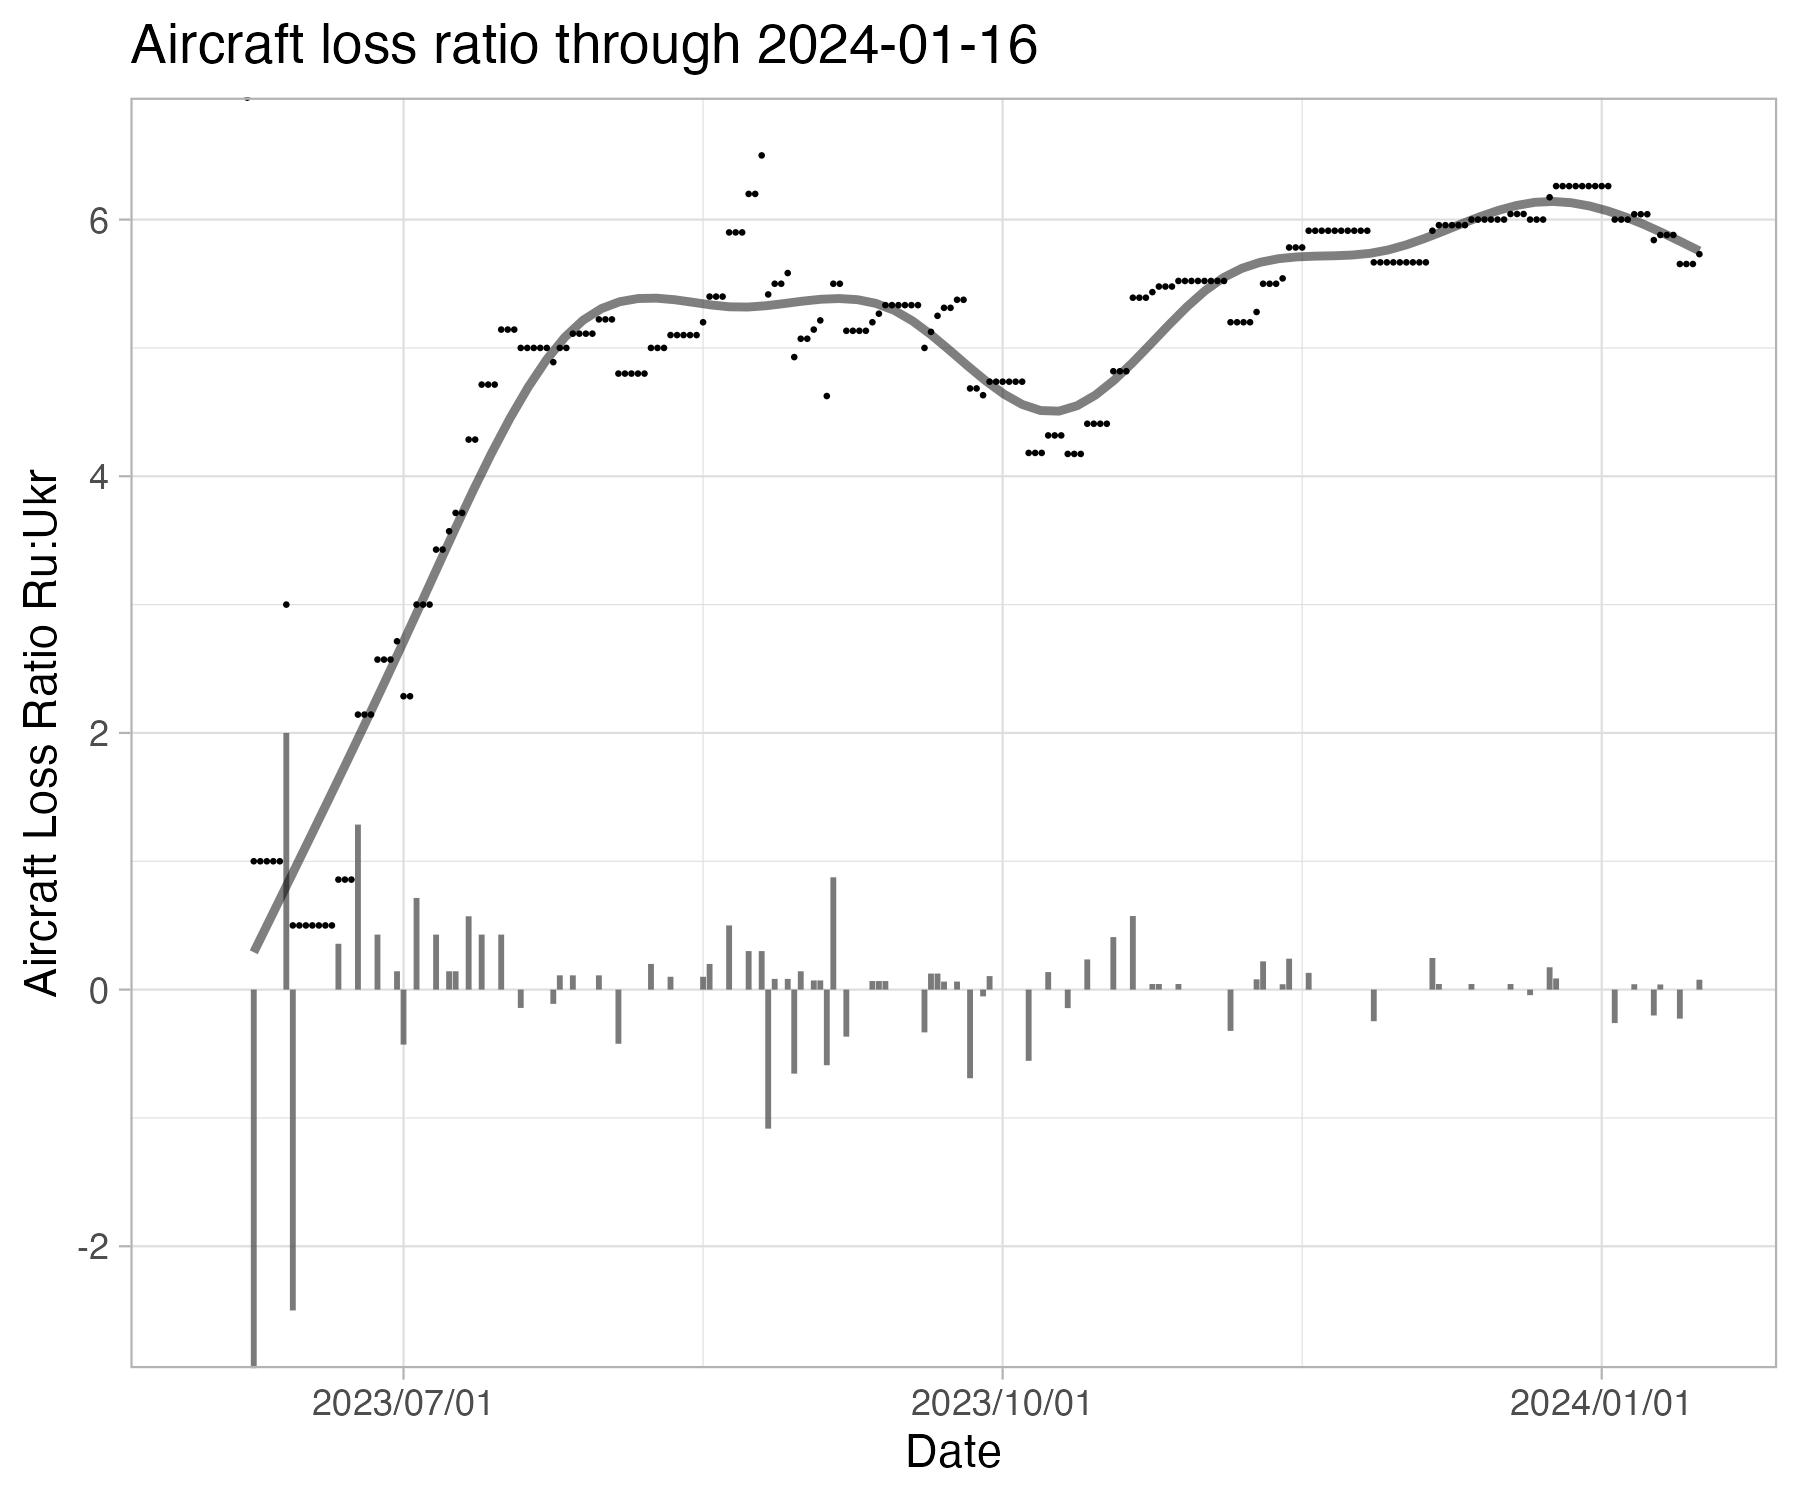 Aircraft loss ratio through 2024-01-16
Aircraft Loss Ratio Ru:Ukr
6
4
2
0
-2
2023/07/01
2023/10/01
2024/01/01
Date